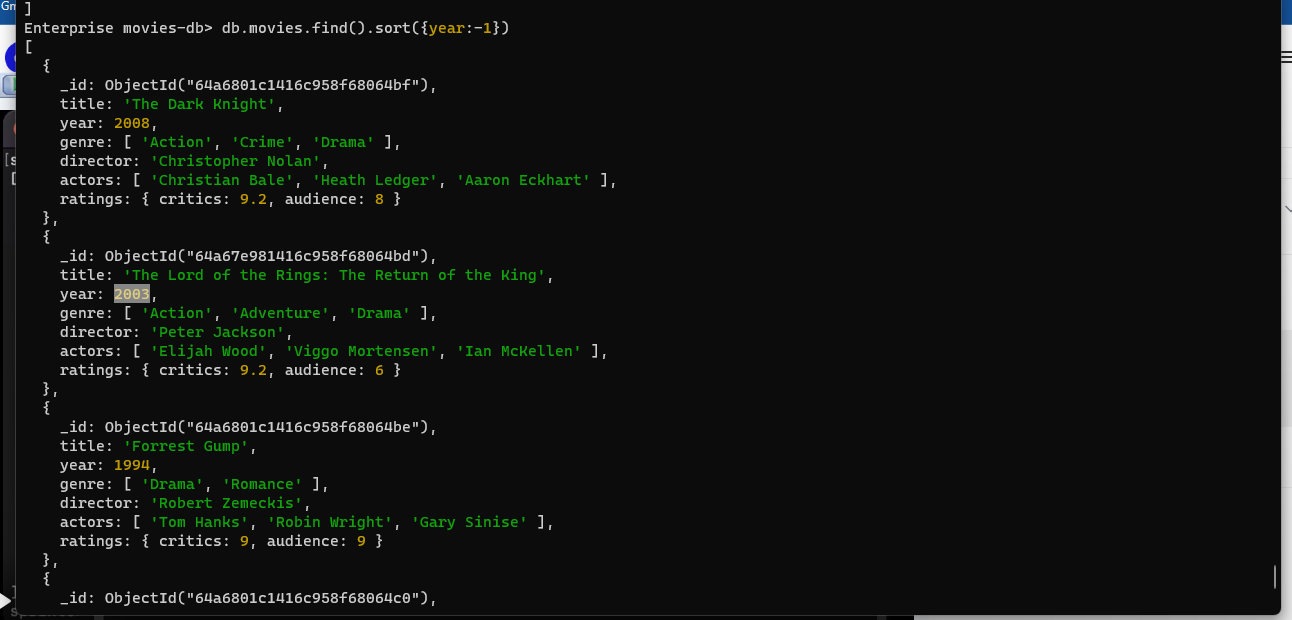 Gm
]
Enterprise movies-db> db.movies.find().sort({year:-1})
[
  {
    _id: ObjectId("64a6801c1416c958f68064bf"),
    title: 'The Dark Knight',
    year: 2008,
    genre: [ 'Action', 'Crime', 'Drama' ],
    director: 'Christopher Nolan',
    actors: [ 'Christian Bale', 'Heath Ledger', 'Aaron Eckhart' ],
    ratings: { critics: 9.2, audience: 8 }
  },
  {
    _id: ObjectId("64a67e981416c958f68064bd"),
    title: 'The Lord of the Rings: The Return of the King',
    year: 2003,
    genre: [ 'Action', 'Adventure', 'Drama' ],
    director: 'Peter Jackson',
    actors: [ 'Elijah Wood', 'Viggo Mortensen', 'Ian McKellen' ],
    ratings: { critics: 9.2, audience: 6 }
  },
  {
    _id: ObjectId("64a6801c1416c958f68064be"),
    title: 'Forrest Gump',
    year: 1994,
    genre: [ 'Drama', 'Romance' ],
    director: 'Robert Zemeckis',
    actors: [ 'Tom Hanks', 'Robin Wright', 'Gary Sinise' ],
    ratings: { critics: 9, audience: 9 }
  },
  {
    _id: ObjectId("64a6801c1416c958f68064c0"),